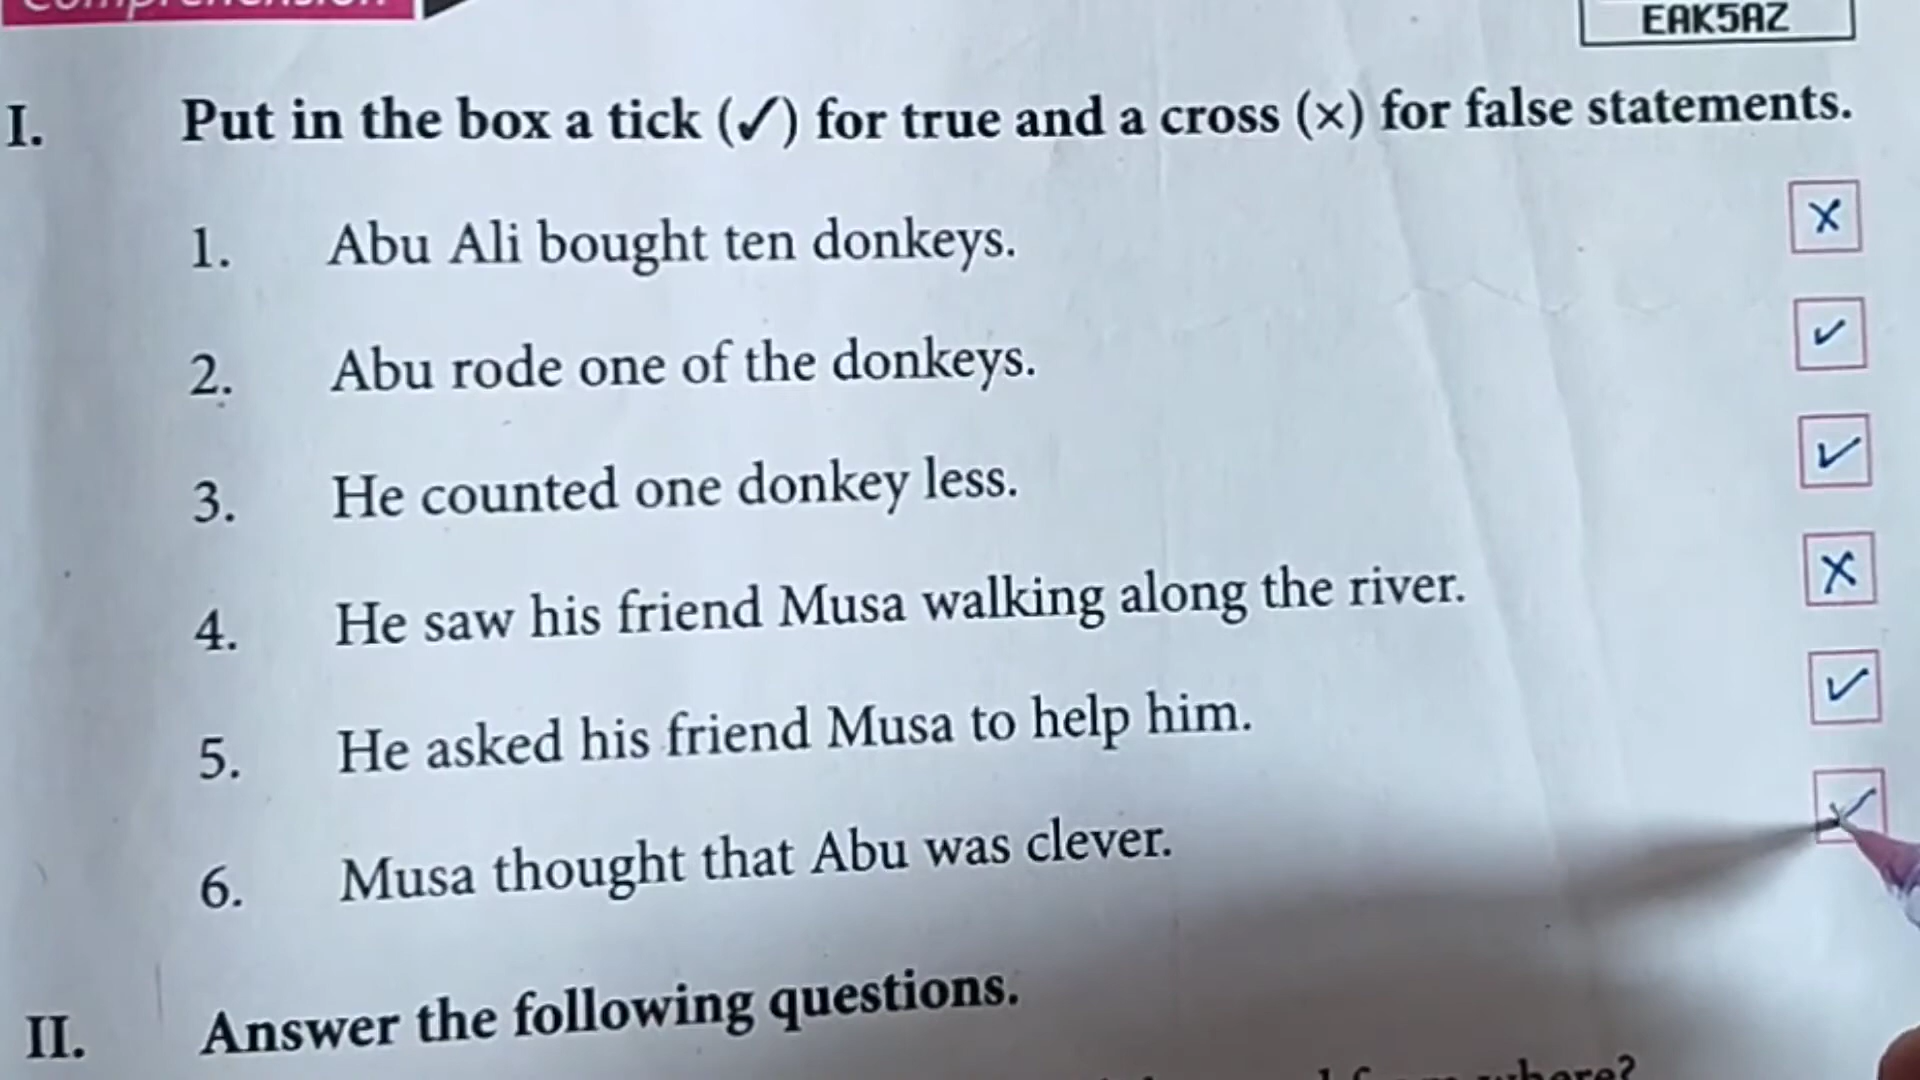 Comprehension
EAK5AZ
I. Put in the box a tick (✓) for true and a cross (×) for false statements.
1. Abu Ali bought ten donkeys. ×
2. Abu rode one of the donkeys. ✓
3. He counted one donkey less. ✓
4. He saw his friend Musa walking along the river. ×
5. He asked his friend Musa to help him. ✓
6. Musa thought that Abu was clever. ✓
II. Answer the following questions.
where?